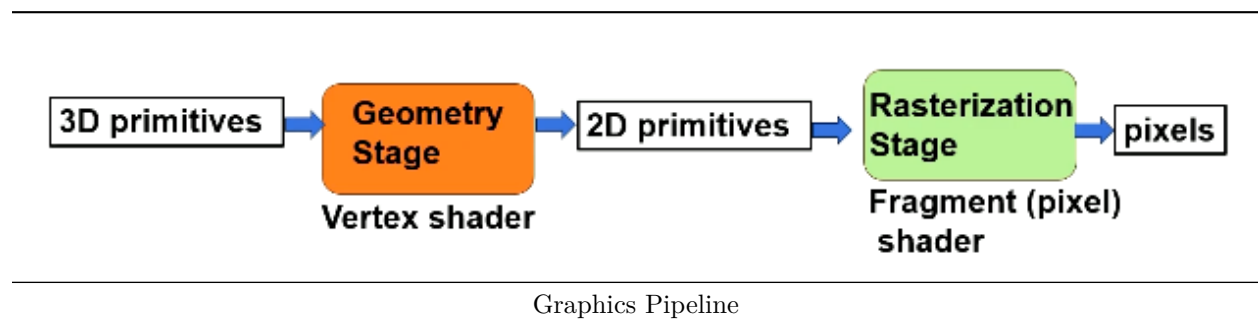 3D primitives
Geometry
Stage
Vertex shader
2D primitives
Rasterization
Stage
Fragment (pixel)
shader
pixels
Graphics Pipeline